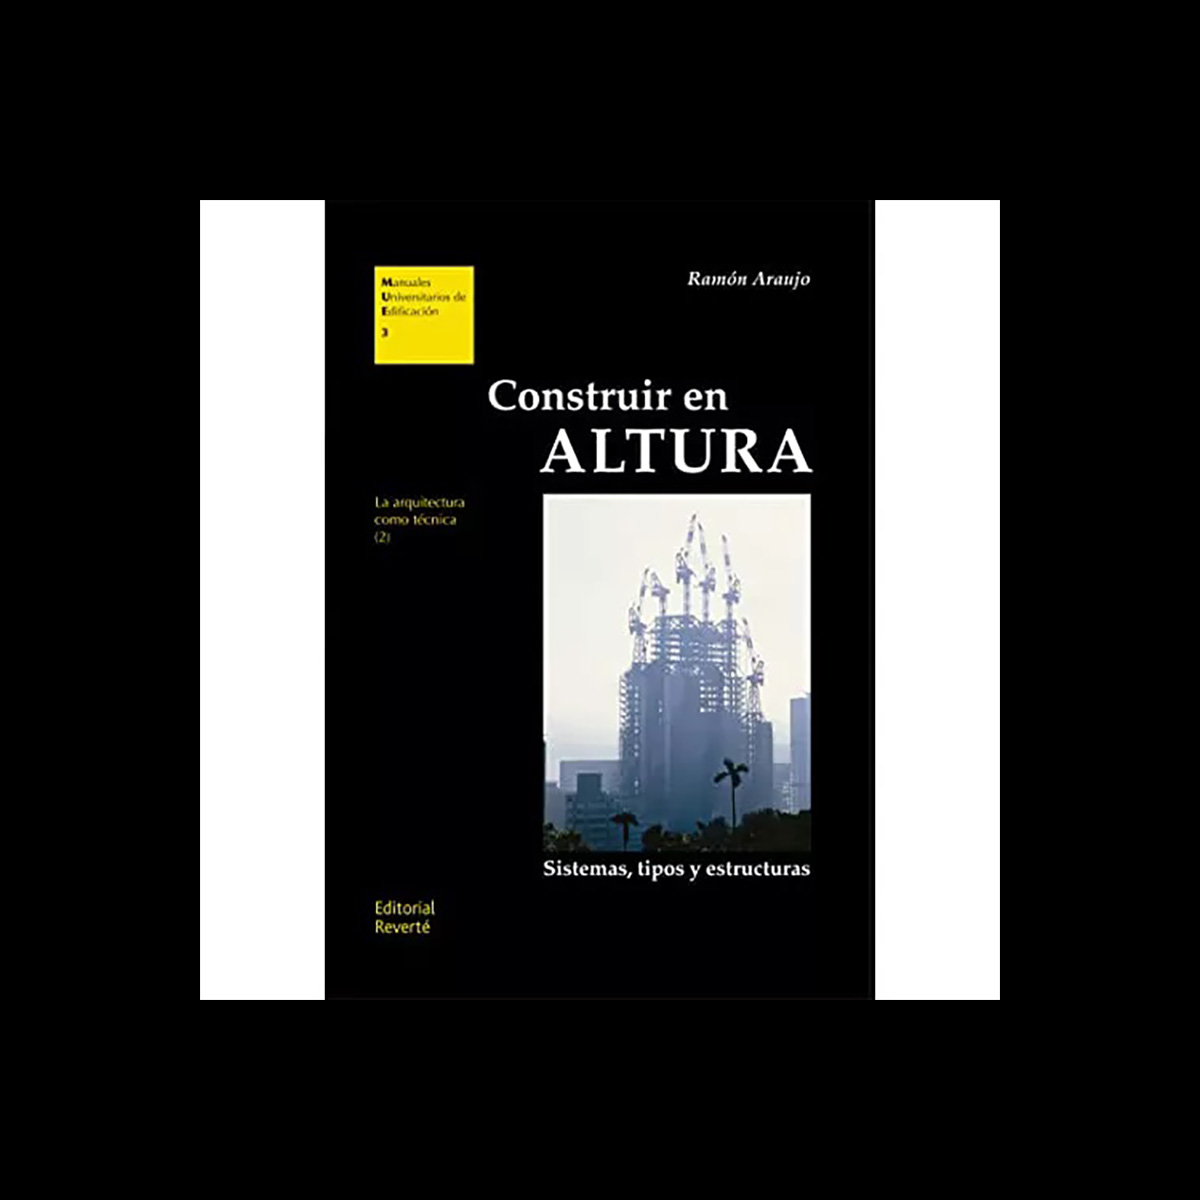 Manuales
Universitarios de
Edificación
3
Ramón Araujo
Construir en
ALTURA
La arquitectura
como técnica
(2)
Sistemas, tipos y estructuras
Editorial
Reverté